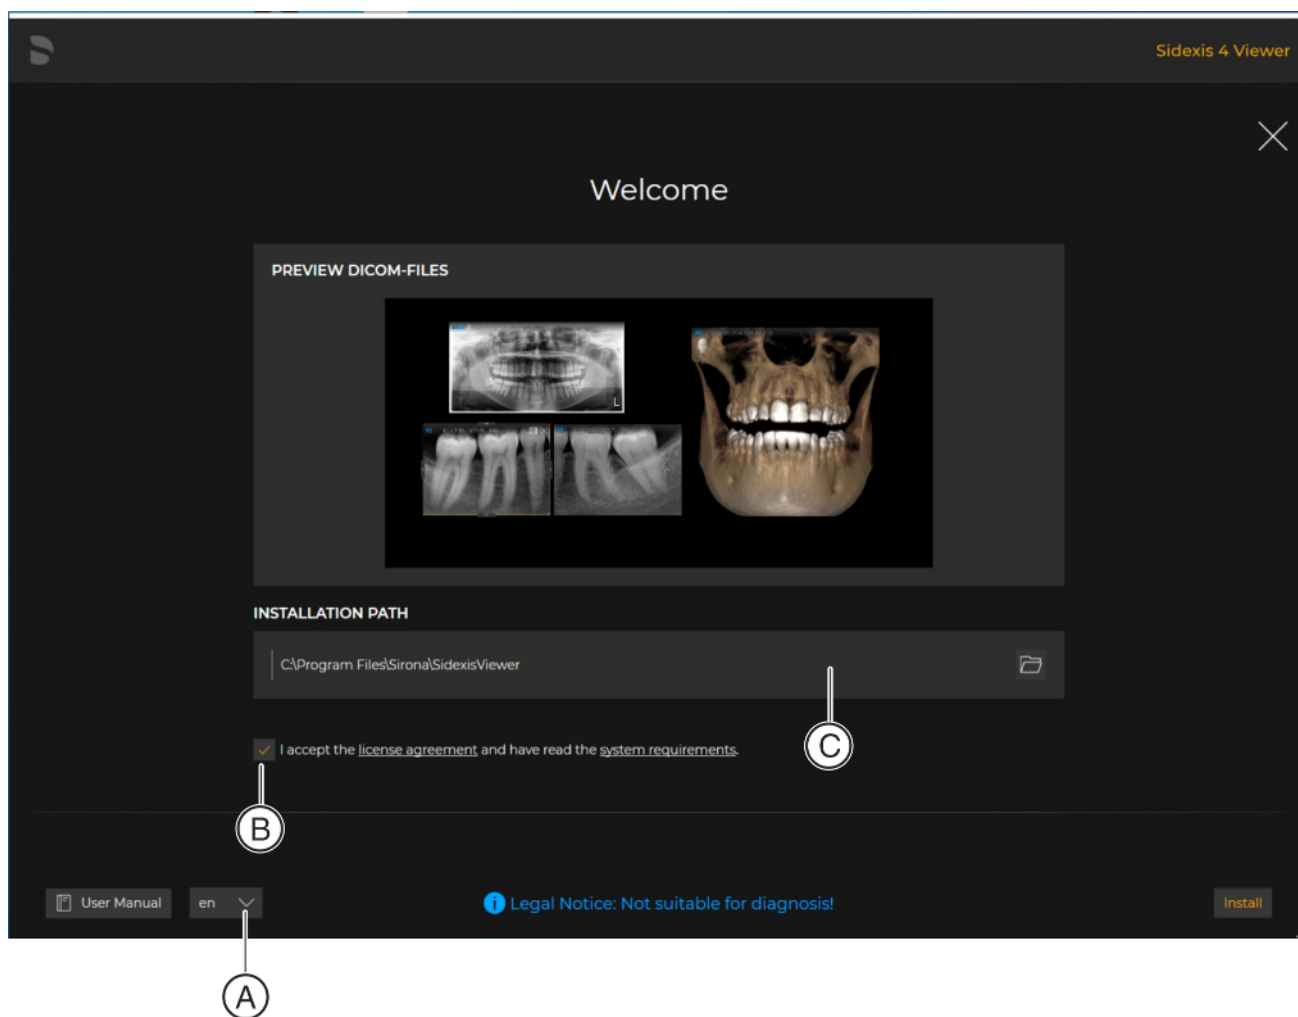 Sidexis 4 Viewer
Welcome
PREVIEW DICOM-FILES
L
INSTALLATION PATH
C:\Program Files\Sirona\SidexisViewer
C
I accept the license agreement and have read the system requirements.
B
User Manual
en
Legal Notice: Not suitable for diagnosis!
Install
A